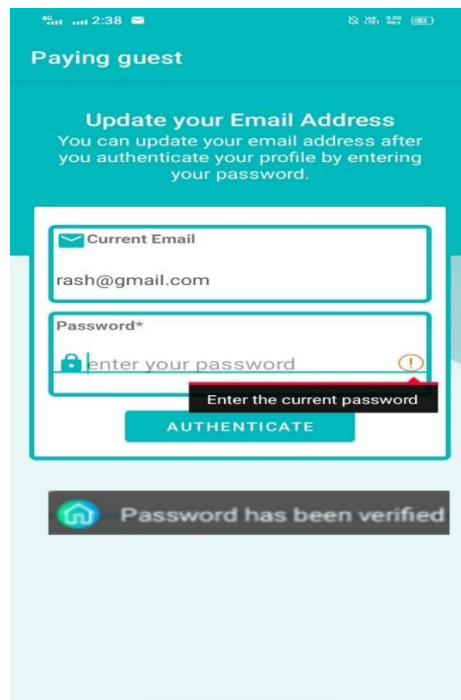 2:38
Paying guest
Update your Email Address
You can update your email address after
you authenticate your profile by entering
your password.
Current Email
rash@gmail.com
Password*
enter your password
Enter the current password
AUTHENTICATE
Password has been verified